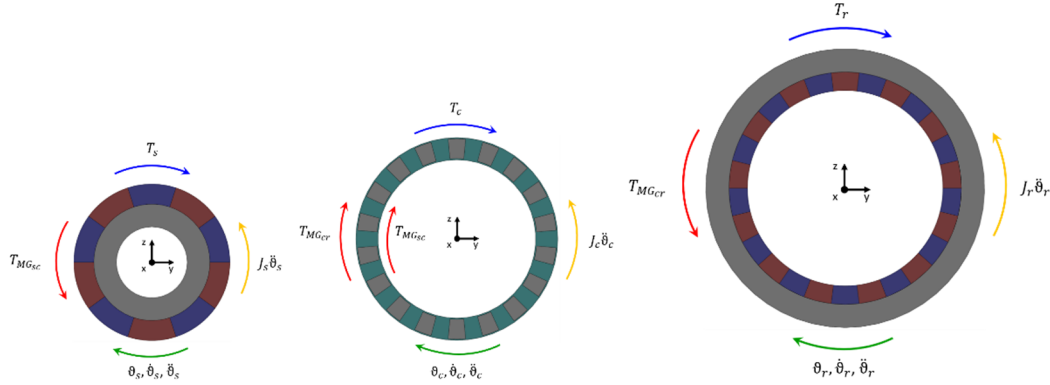 T_s
T_{MG_{sc}}
J_s ϑ̈_s
z
x y
ϑ_s, ϑ̇_s, ϑ̈_s
T_c
T_{MG_{cr}}
T_{MG_{sc}}
J_c ϑ̈_c
z
x y
ϑ_c, ϑ̇_c, ϑ̈_c
T_r
T_{MG_{cr}}
J_r ϑ̈_r
z
x y
ϑ_r, ϑ̇_r, ϑ̈_r